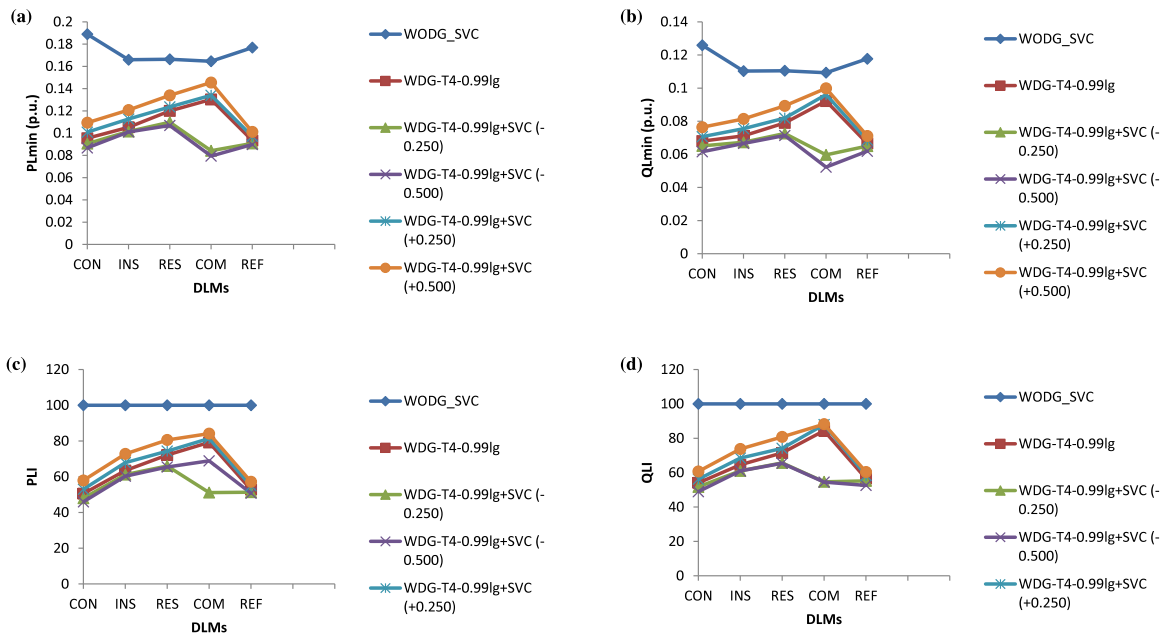 (a)
0.2
0.18
0.16
0.14
0.12
0.1
0.08
0.06
0.04
0.02
0
PLmin (p.u.)
CON INS RES COM REF
DLMs
WODG_SVC
WDG-T4-0.99lg
WDG-T4-0.99lg+SVC (-
0.250)
WDG-T4-0.99lg+SVC (-
0.500)
WDG-T4-0.99lg+SVC
(+0.250)
WDG-T4-0.99lg+SVC
(+0.500)
(b)
0.14
0.12
0.1
0.08
0.06
0.04
0.02
0
QLmin (p.u.)
CON INS RES COM REF
DLMs
WODG_SVC
WDG-T4-0.99lg
WDG-T4-0.99lg+SVC (-
0.250)
WDG-T4-0.99lg+SVC (-
0.500)
WDG-T4-0.99lg+SVC
(+0.250)
WDG-T4-0.99lg+SVC
(+0.500)
(c)
120
100
80
60
40
20
0
PLI
CON INS RES COM REF
DLMs
WODG_SVC
WDG-T4-0.99lg
WDG-T4-0.99lg+SVC (-
0.250)
WDG-T4-0.99lg+SVC (-
0.500)
WDG-T4-0.99lg+SVC
(+0.250)
(d)
120
100
80
60
40
20
0
QLI
CON INS RES COM REF
DLMs
WODG_SVC
WDG-T4-0.99lg
WDG-T4-0.99lg+SVC (-
0.250)
WDG-T4-0.99lg+SVC (-
0.500)
WDG-T4-0.99lg+SVC
(+0.250)